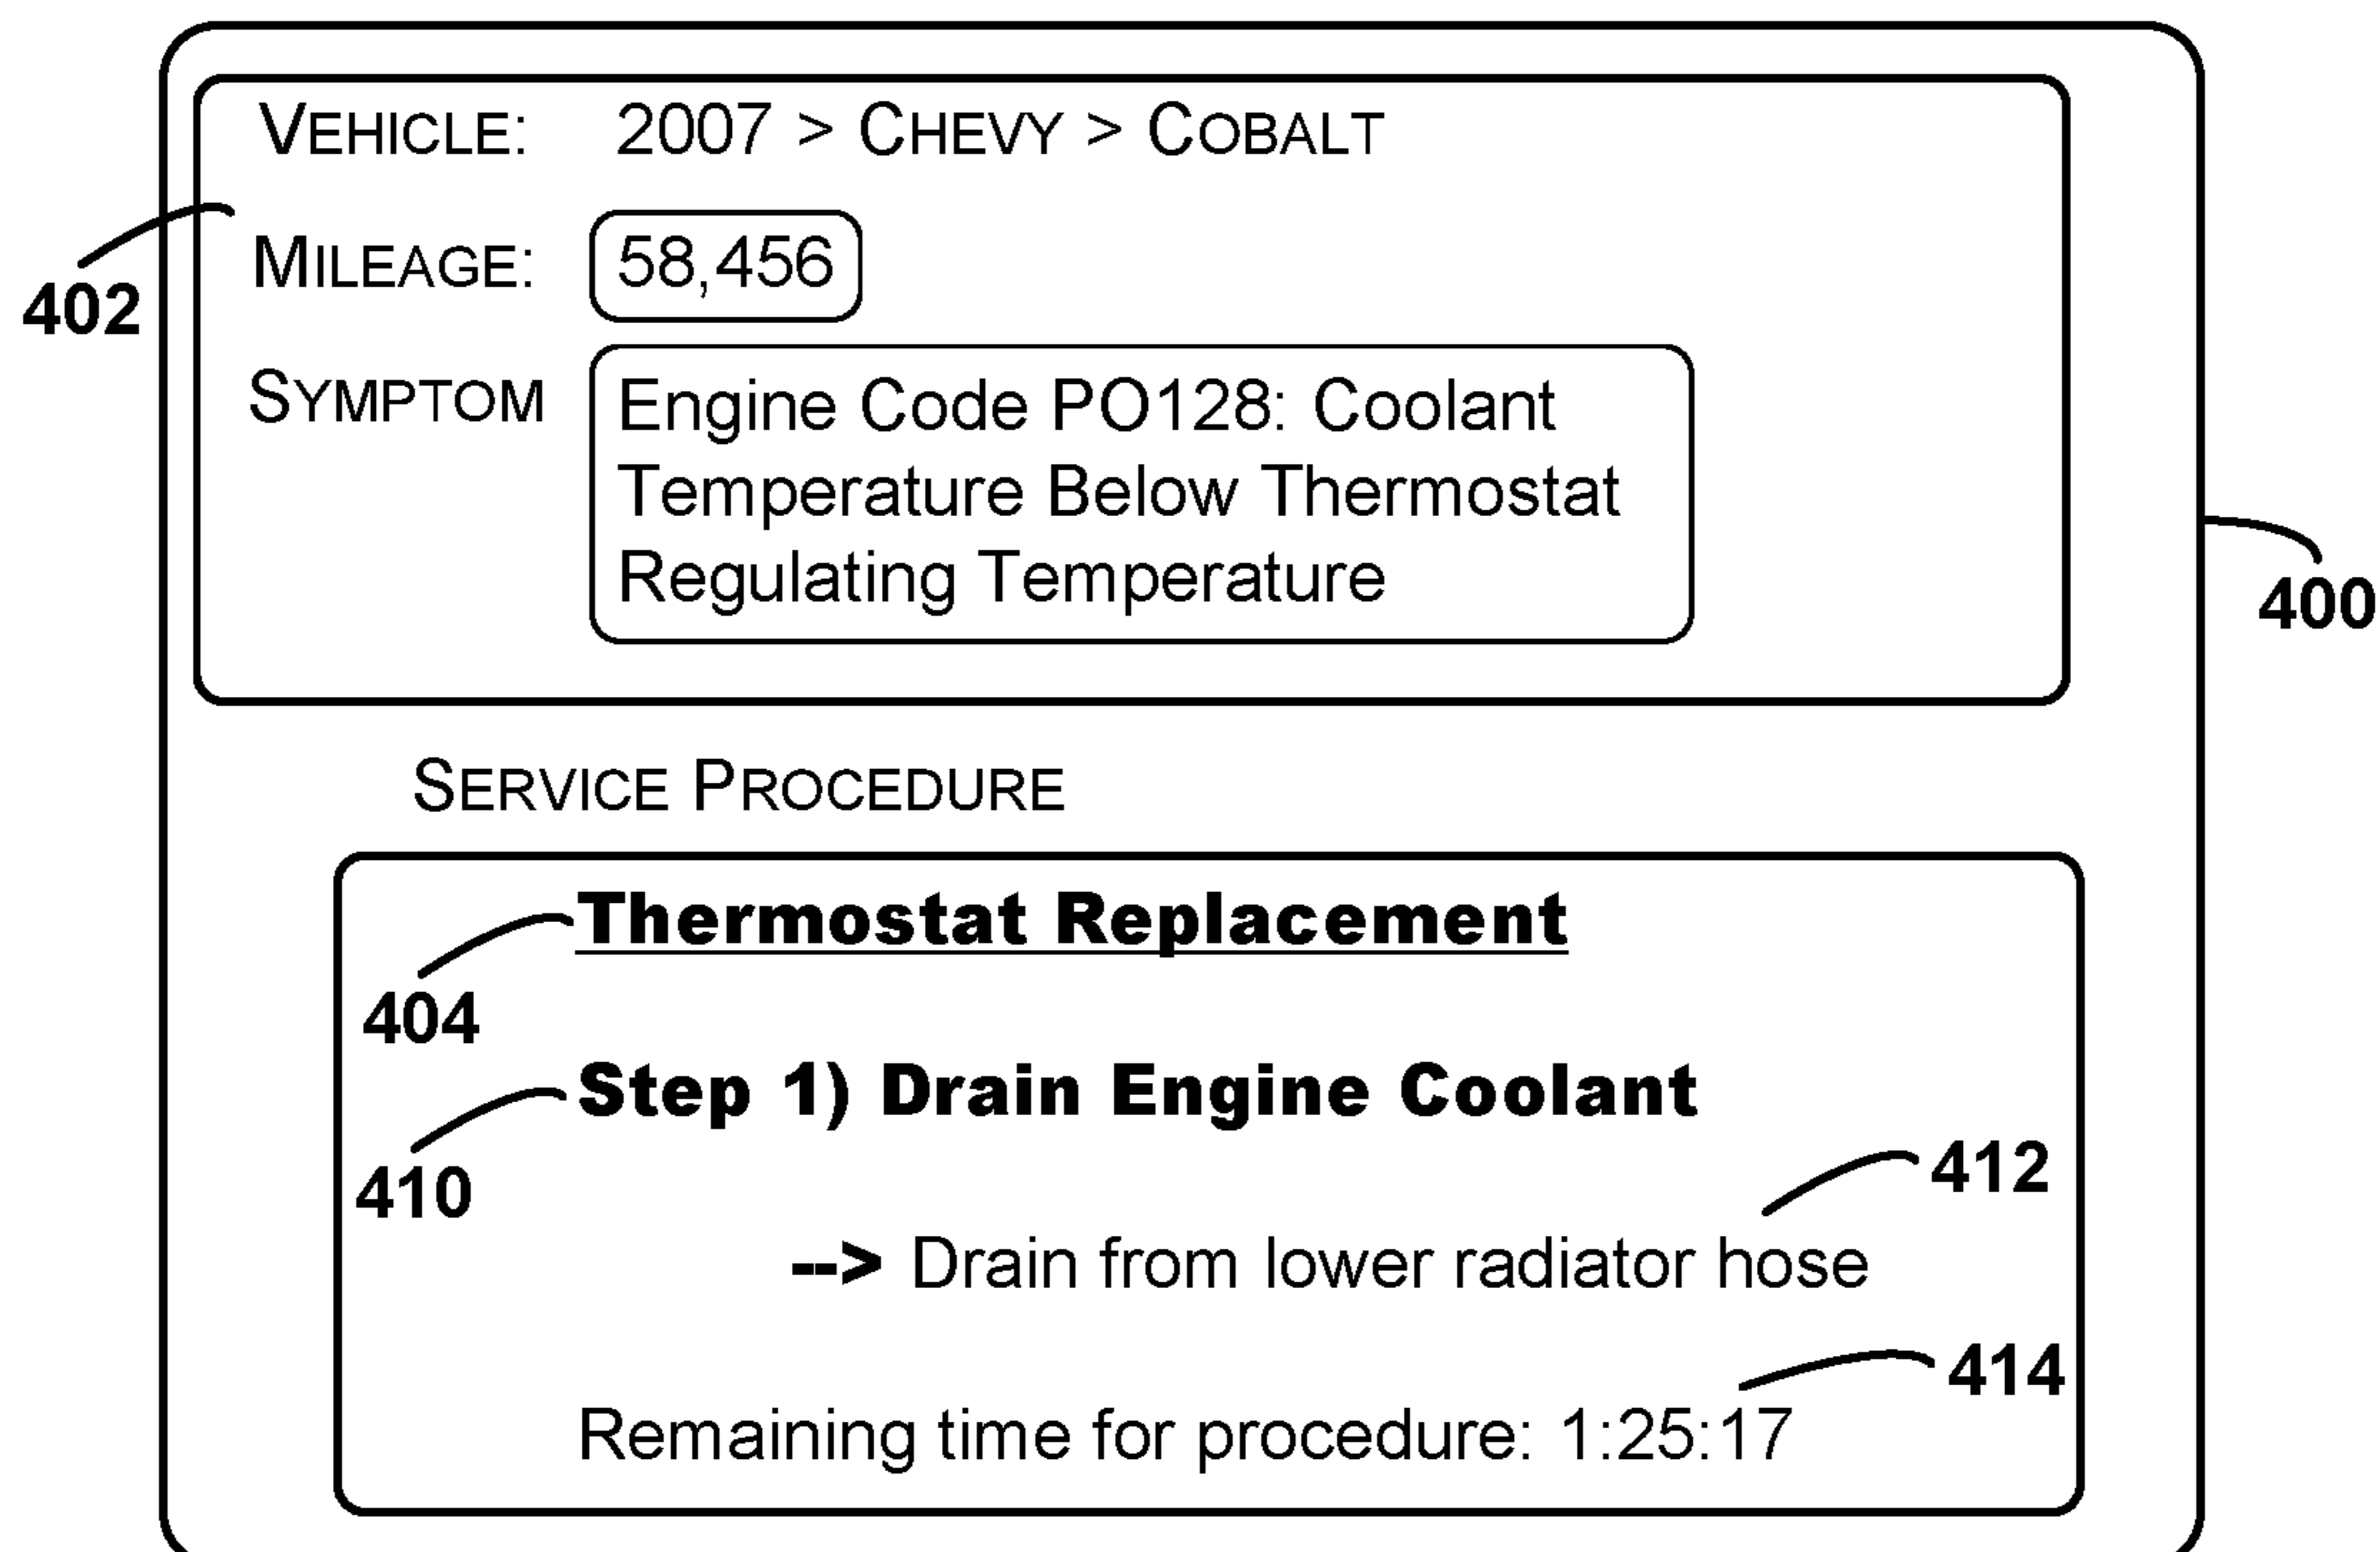 VEHICLE: 2007 > CHEVY > COBALT
MILEAGE: 58,456
402
SYMPTOM Engine Code PO128: Coolant
Temperature Below Thermostat
Regulating Temperature
400
SERVICE PROCEDURE
Thermostat Replacement
404
Step 1) Drain Engine Coolant
410
412
--> Drain from lower radiator hose
414
Remaining time for procedure: 1:25:17